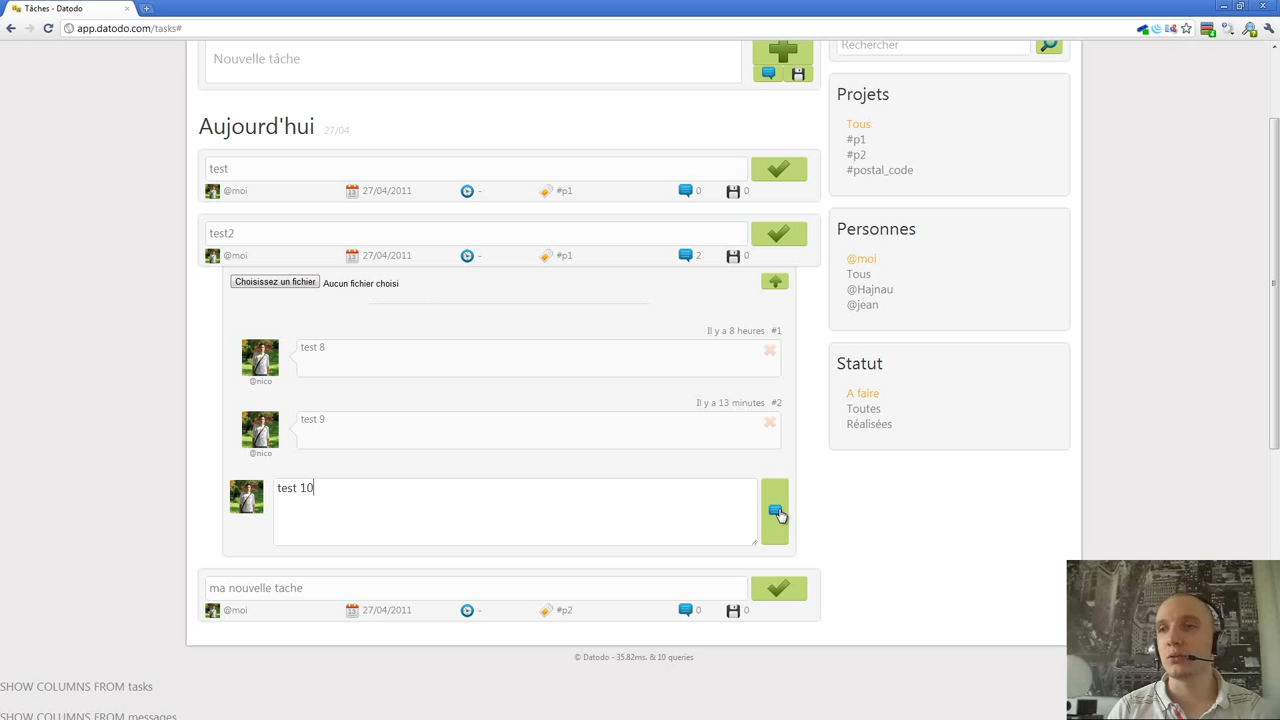 Tâches - Datodo
app.datodo.com/tasks#
Nouvelle tâche
Rechercher
Projets
Tous
#p1
#p2
#postal_code
Aujourd'hui 27/04
test
@moi 27/04/2011 - #p1 0 0
test2
@moi 27/04/2011 - #p1 2 0
Personnes
@moi
Tous
@Hajnau
@jean
Choisissez un fichier Aucun fichier choisi
Il y a 8 heures #1
test 8
@nico
Statut
A faire
Toutes
Réalisées
Il y a 13 minutes #2
test 9
@nico
test 10
ma nouvelle tache
@moi 27/04/2011 - #p2 0 0
© Datodo - 35.82ms. & 10 queries
SHOW COLUMNS FROM tasks
SHOW COLUMNS FROM messages